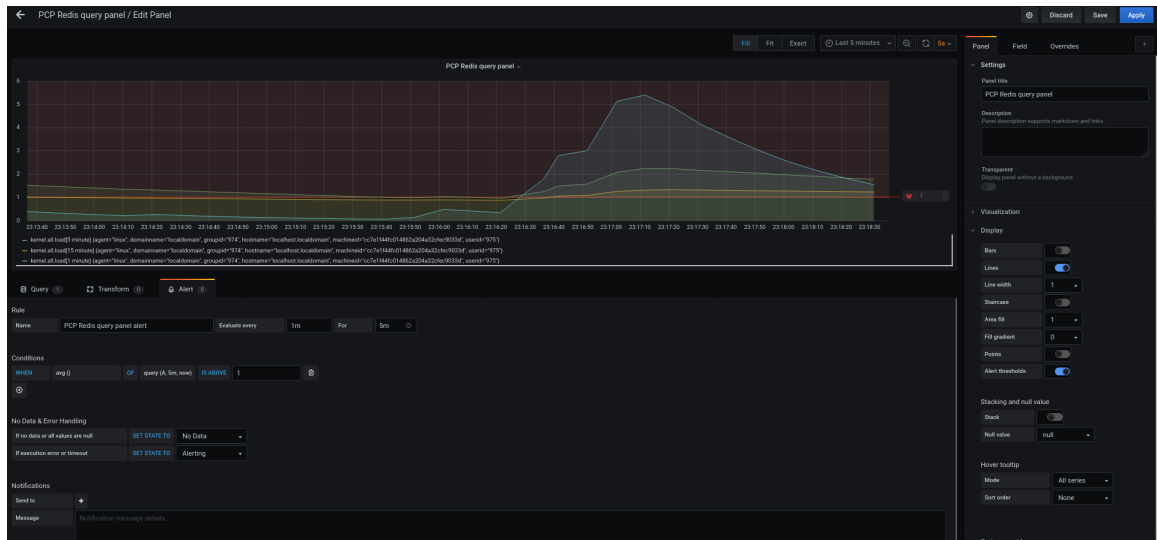 PCP Redis query panel / Edit Panel
Discard
Save
Apply
Fill
Fit
Exact
Last 5 minutes
5s
PCP Redis query panel
6
5
4
3
2
1
0
1
23:13:40 23:13:50 23:14:00 23:14:10 23:14:20 23:14:30 23:14:40 23:14:50 23:15:00 23:15:10 23:15:20 23:15:30 23:15:40 23:15:50 23:16:00 23:16:10 23:16:20 23:16:30 23:16:40 23:16:50 23:17:00 23:17:10 23:17:20 23:17:30 23:17:40 23:17:50 23:18:00 23:18:10 23:18:20 23:18:30
kernel.all.load[5 minute] {agent="linux", domainname="localdomain", groupid="974", hostname="localhost.localdomain", machineid="cc7e1f44fc014862a204a32cfec9033d", userid="975"}
kernel.all.load[15 minute] {agent="linux", domainname="localdomain", groupid="974", hostname="localhost.localdomain", machineid="cc7e1f44fc014862a204a32cfec9033d", userid="975"}
kernel.all.load[1 minute] {agent="linux", domainname="localdomain", groupid="974", hostname="localhost.localdomain", machineid="cc7e1f44fc014862a204a32cfec9033d", userid="975"}
Query 1
Transform 0
Alert 0
Rule
Name PCP Redis query panel alert Evaluate every 1m For 5m
Conditions
WHEN avg () OF query (A, 5m, now) IS ABOVE 1
No Data & Error Handling
If no data or all values are null SET STATE TO No Data
If execution error or timeout SET STATE TO Alerting
Notifications
Send to +
Message Notification message details...
Panel
Field
Overrides
Settings
Panel title
PCP Redis query panel
Description
Panel description supports markdown and links.
Transparent
Display panel without a background.
Visualization
Display
Bars
Lines
Line width 1
Staircase
Area fill 1
Fill gradient 0
Points
Alert thresholds
Stacking and null value
Stack
Null value null
Hover tooltip
Mode All series
Sort order None